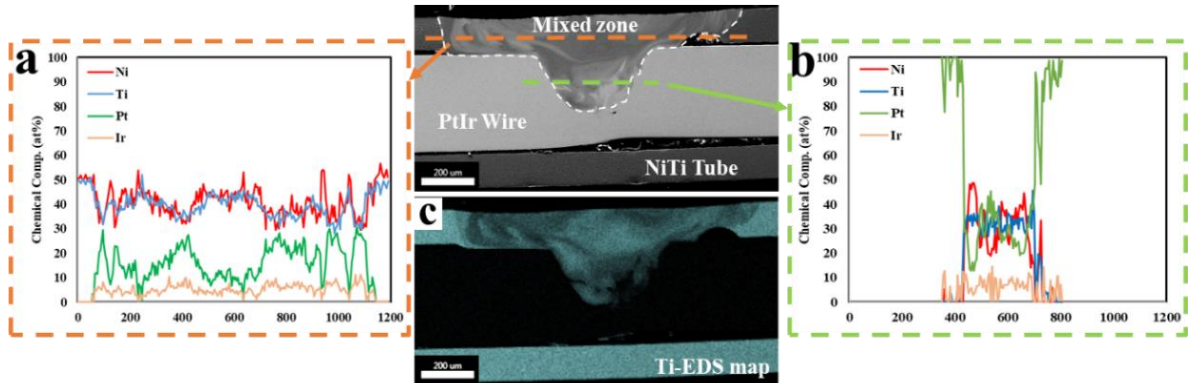 a
Ni
Ti
Pt
Ir
Chemical Comp. (at%)
100
90
80
70
60
50
40
30
20
10
0
0 200 400 600 800 1000 1200
Mixed zone
PtIr Wire
NiTi Tube
200 um
c
Ti-EDS map
200 um
b
Ni
Ti
Pt
Ir
Chemical Comp. (at%)
100
90
80
70
60
50
40
30
20
10
0
0 200 400 600 800 1000 1200